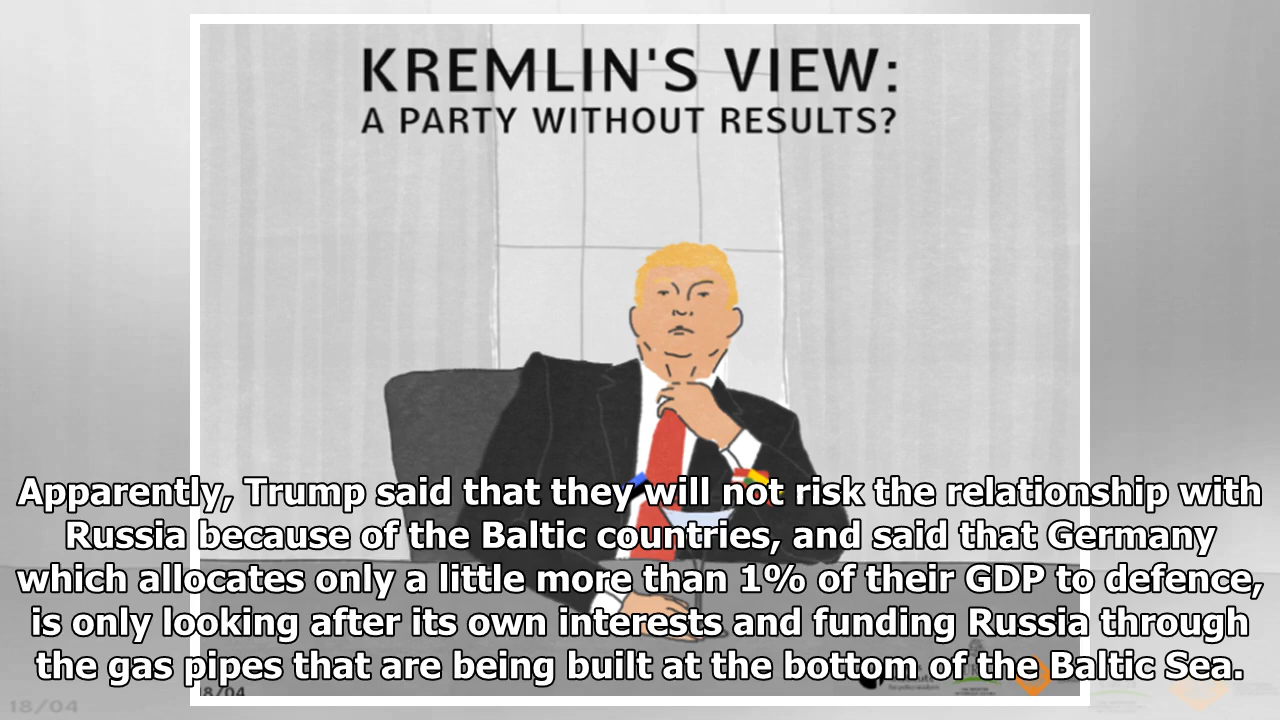 KREMLIN'S VIEW:
A PARTY WITHOUT RESULTS?
Apparently, Trump said that they will not risk the relationship with
Russia because of the Baltic countries, and said that Germany
which allocates only a little more than 1% of their GDP to defence,
is only looking after its own interests and funding Russia through
the gas pipes that are being built at the bottom of the Baltic Sea.
18/04
18/04